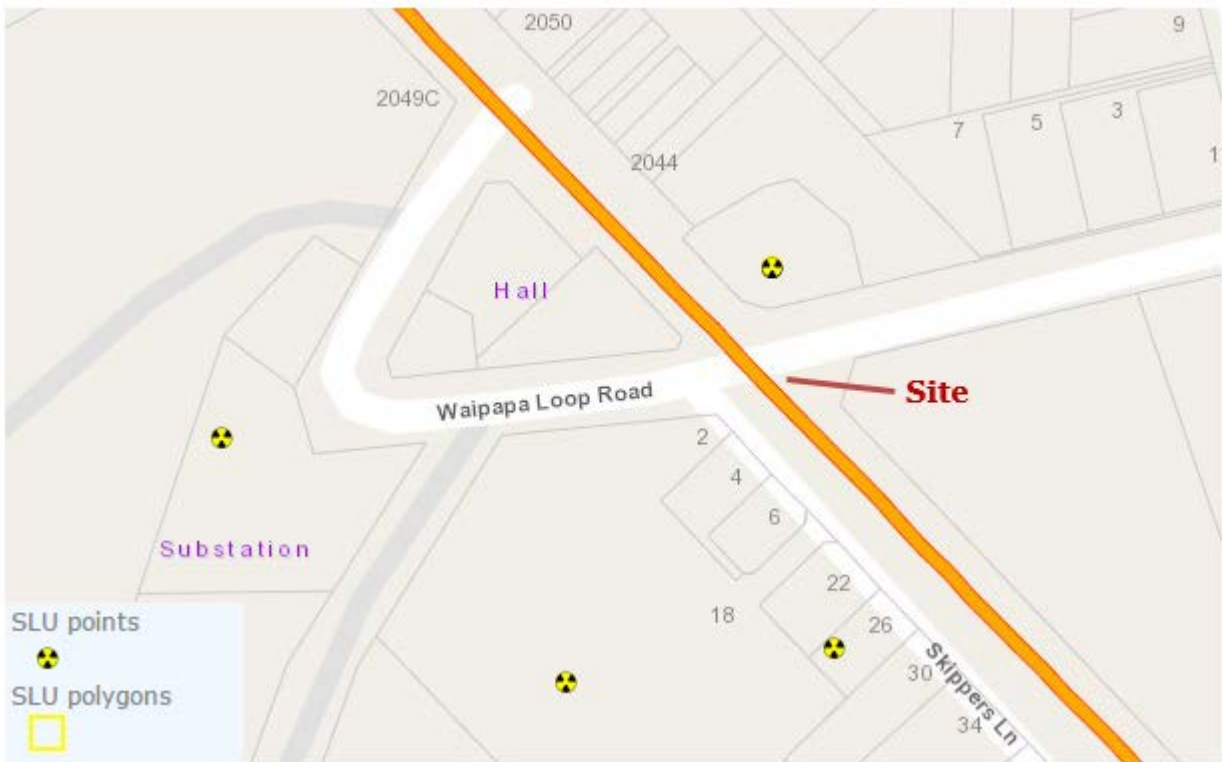 2050
9
2049C
7
5
3
1
2044
Hall
Waipapa Loop Road
Site
2
4
6
Substation
22
18
26
30
34
Skippers Ln
SLU points
SLU polygons